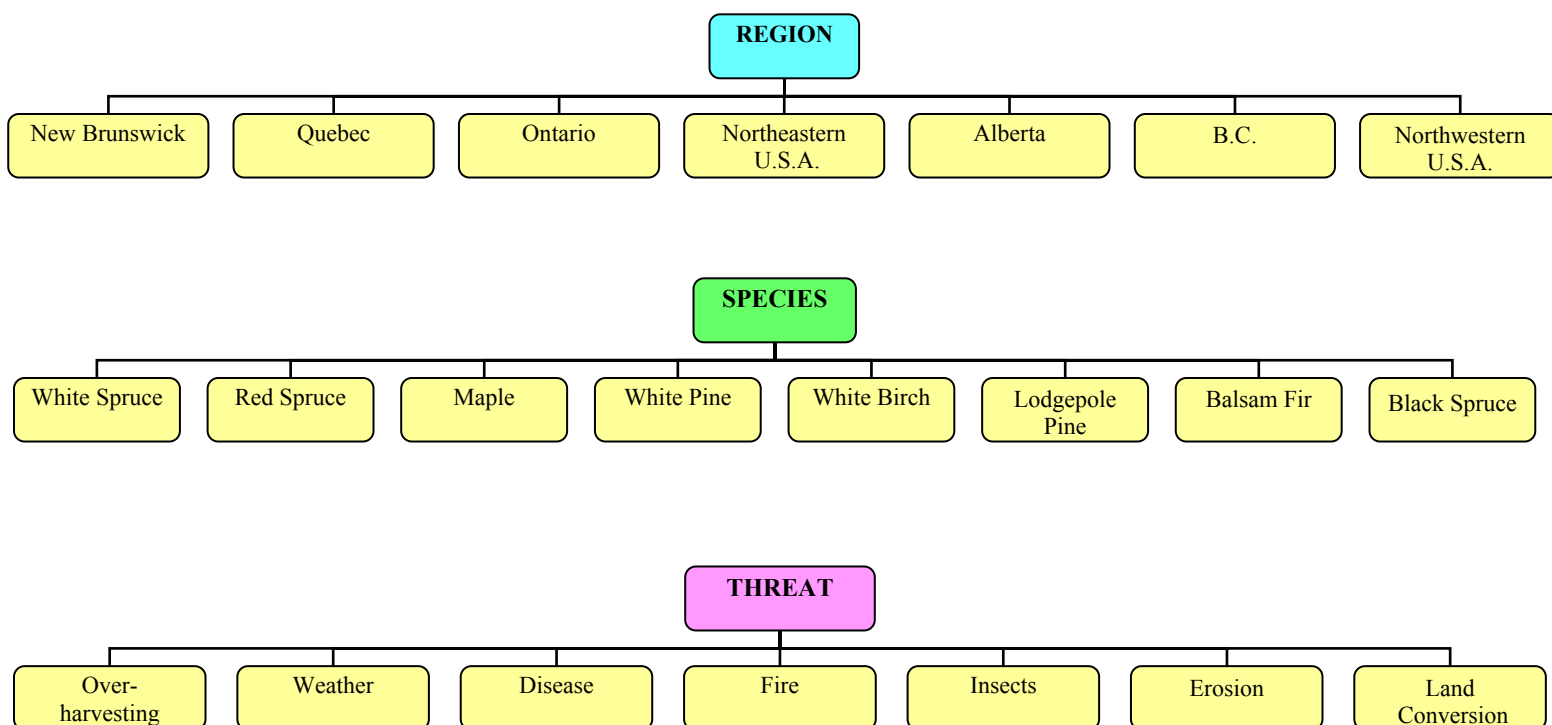 REGION
New Brunswick
Quebec
Ontario
Northeastern
U.S.A.
Alberta
B.C.
Northwestern
U.S.A.
SPECIES
White Spruce
Red Spruce
Maple
White Pine
White Birch
Lodgepole
Pine
Balsam Fir
Black Spruce
THREAT
Over-
harvesting
Weather
Disease
Fire
Insects
Erosion
Land
Conversion